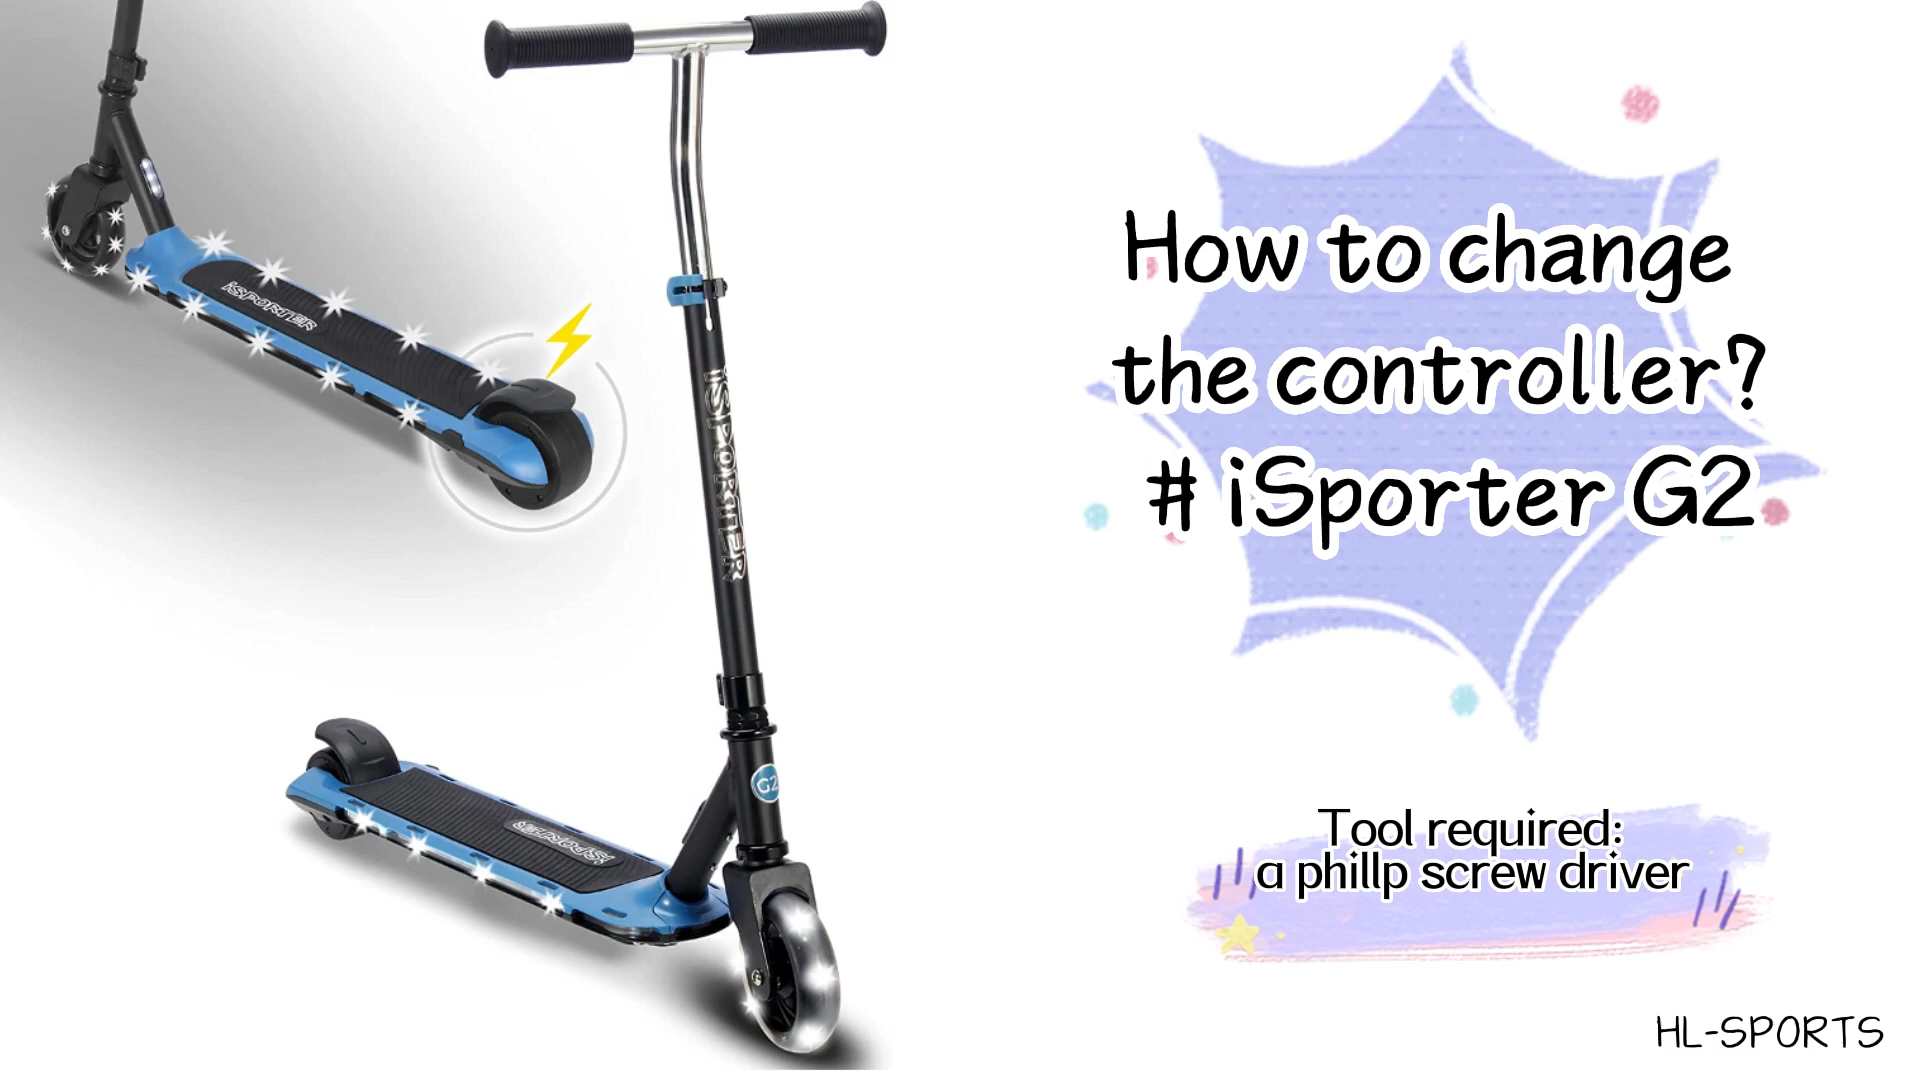 How to change
the controller?
# iSporter G2
Tool required:
a phillp screw driver
HL-SPORTS
iSPORTER
iSPORTER
G2
iSPORTER